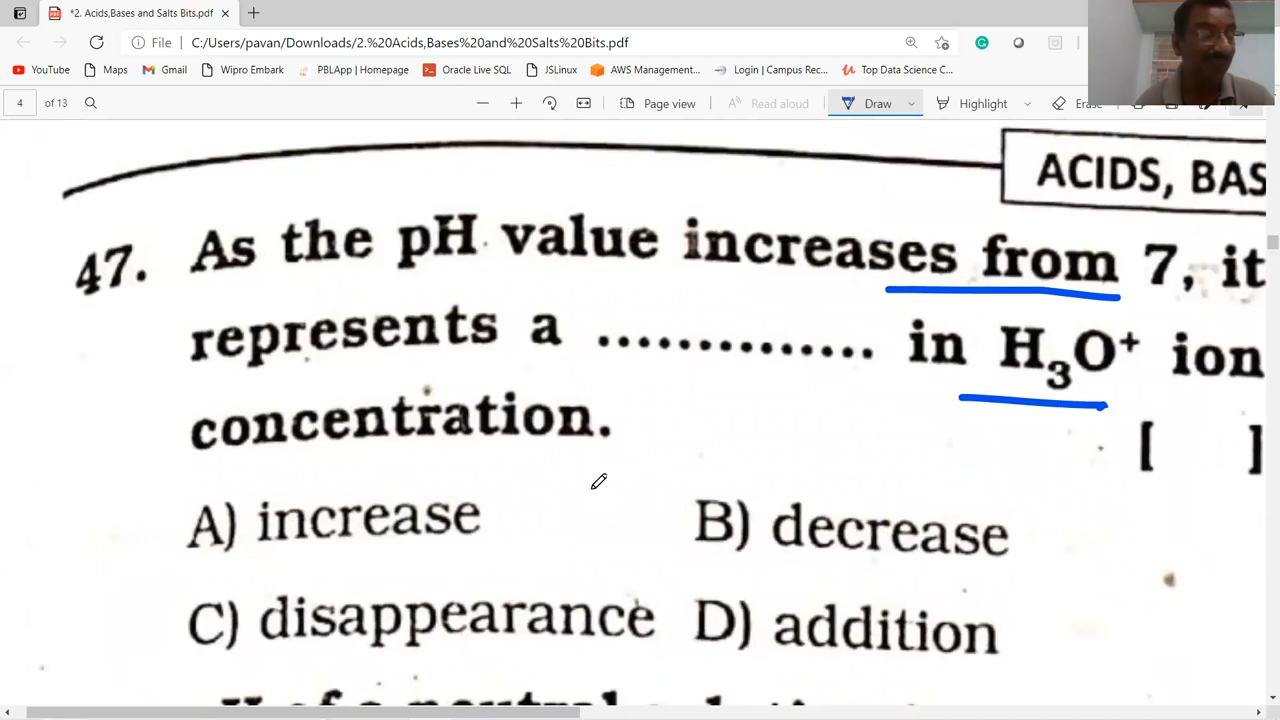 *2. Acids,Bases and Salts Bits.pdf
File C:/Users/pavan/Downloads/2.%20Acids,Bases%20and%20Salts%20Bits.pdf
YouTube Maps Gmail Wipro Embark PBLApp | Homepage Oracle Live SQL JSLinux AWS Management... Login | Campus Rec... Top Data Science C...
4 of 13 Page view Read aloud Draw Highlight Erase
ACIDS, BAS
47. As the pH value increases from 7, it
represents a .............. in H₃O⁺ ion
concentration.
[ ]
A) increase B) decrease
C) disappearance D) addition